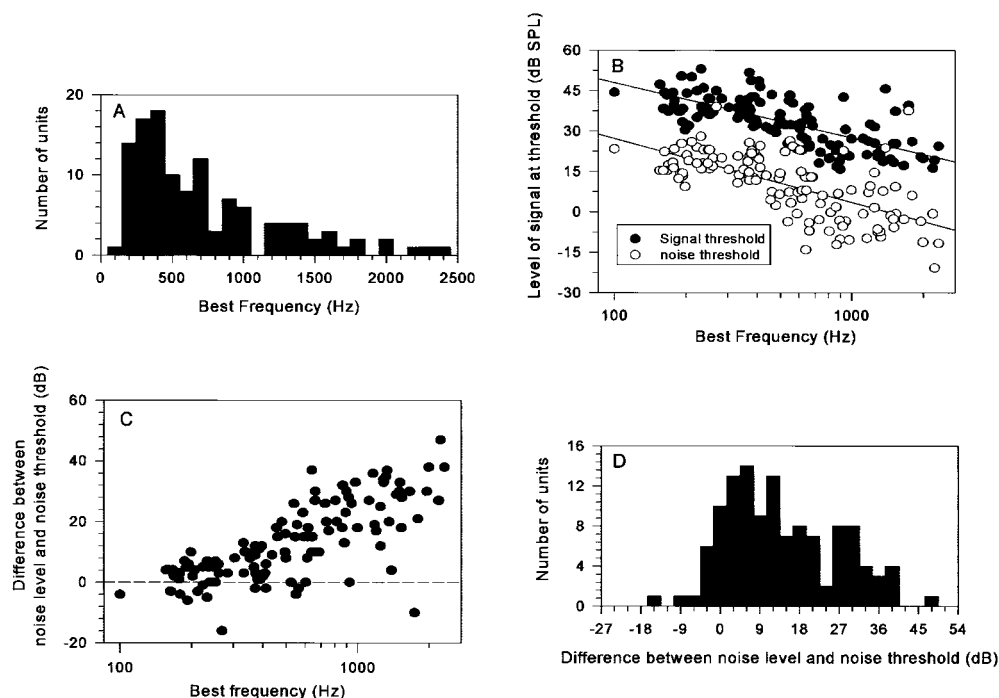 A
Number of units
20
10
0
0 500 1000 1500 2000 2500
Best Frequency (Hz)
B
Level of signal at threshold (dB SPL)
60
45
30
15
0
-15
-30
Signal threshold
noise threshold
100 1000
Best Frequency (Hz)
C
Difference between
noise level and noise threshold (dB)
60
40
20
0
-20
100 1000
Best frequency (Hz)
D
Number of units
16
12
8
4
0
-27 -18 -9 0 9 18 27 36 45 54
Difference between noise level and noise threshold (dB)